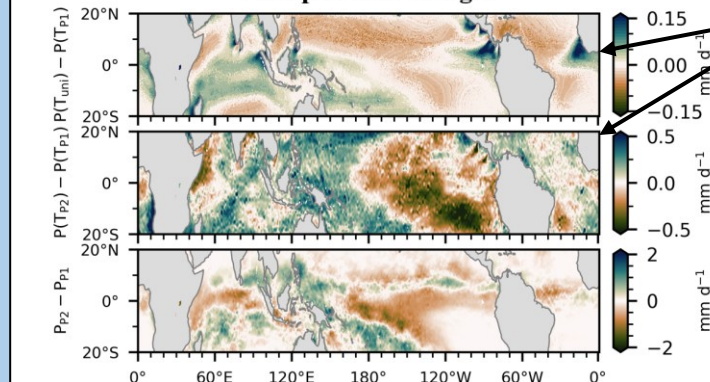 20°N
0°
20°S
P(T_uni) − P(T_P1)
0.15
0.00
−0.15
mm d⁻¹
20°N
0°
20°S
P(T_P2) − P(T_P1)
0.5
0.0
−0.5
mm d⁻¹
20°N
0°
20°S
P_P2 − P_P1
2
0
−2
mm d⁻¹
0° 60°E 120°E 180° 120°W 60°W 0°